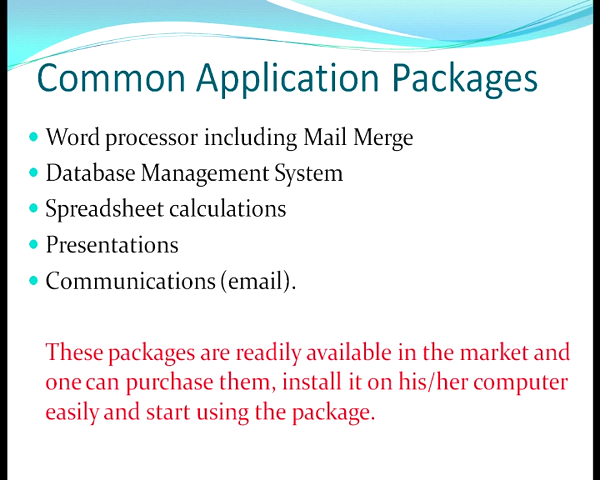 Common Application Packages
Word processor including Mail Merge
Database Management System
Spreadsheet calculations
Presentations
Communications (email).
These packages are readily available in the market and
one can purchase them, install it on his/her computer
easily and start using the package.